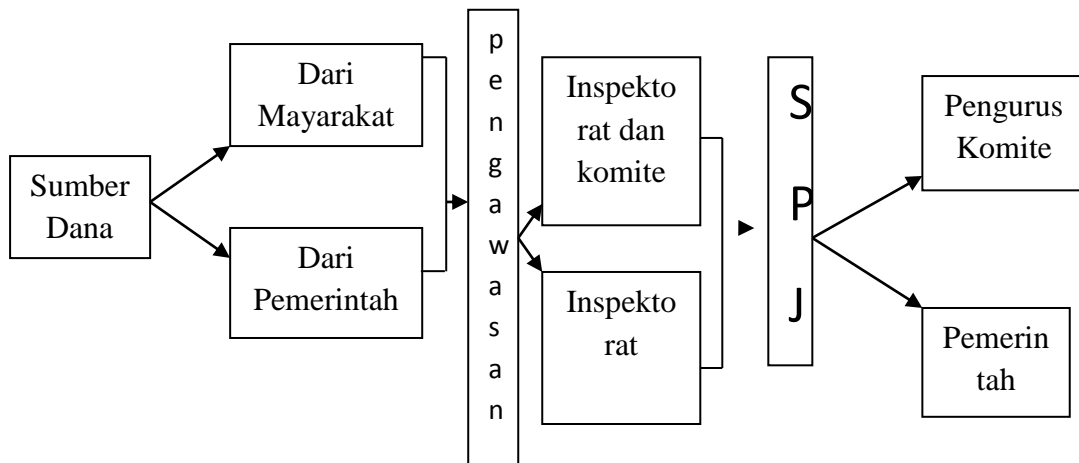 Sumber
Dana
Dari
Mayarakat
Dari
Pemerintah
p
e
n
g
a
w
a
s
a
n
Inspekto
rat dan
komite
Inspekto
rat
S
P
J
Pengurus
Komite
Pemerin
tah